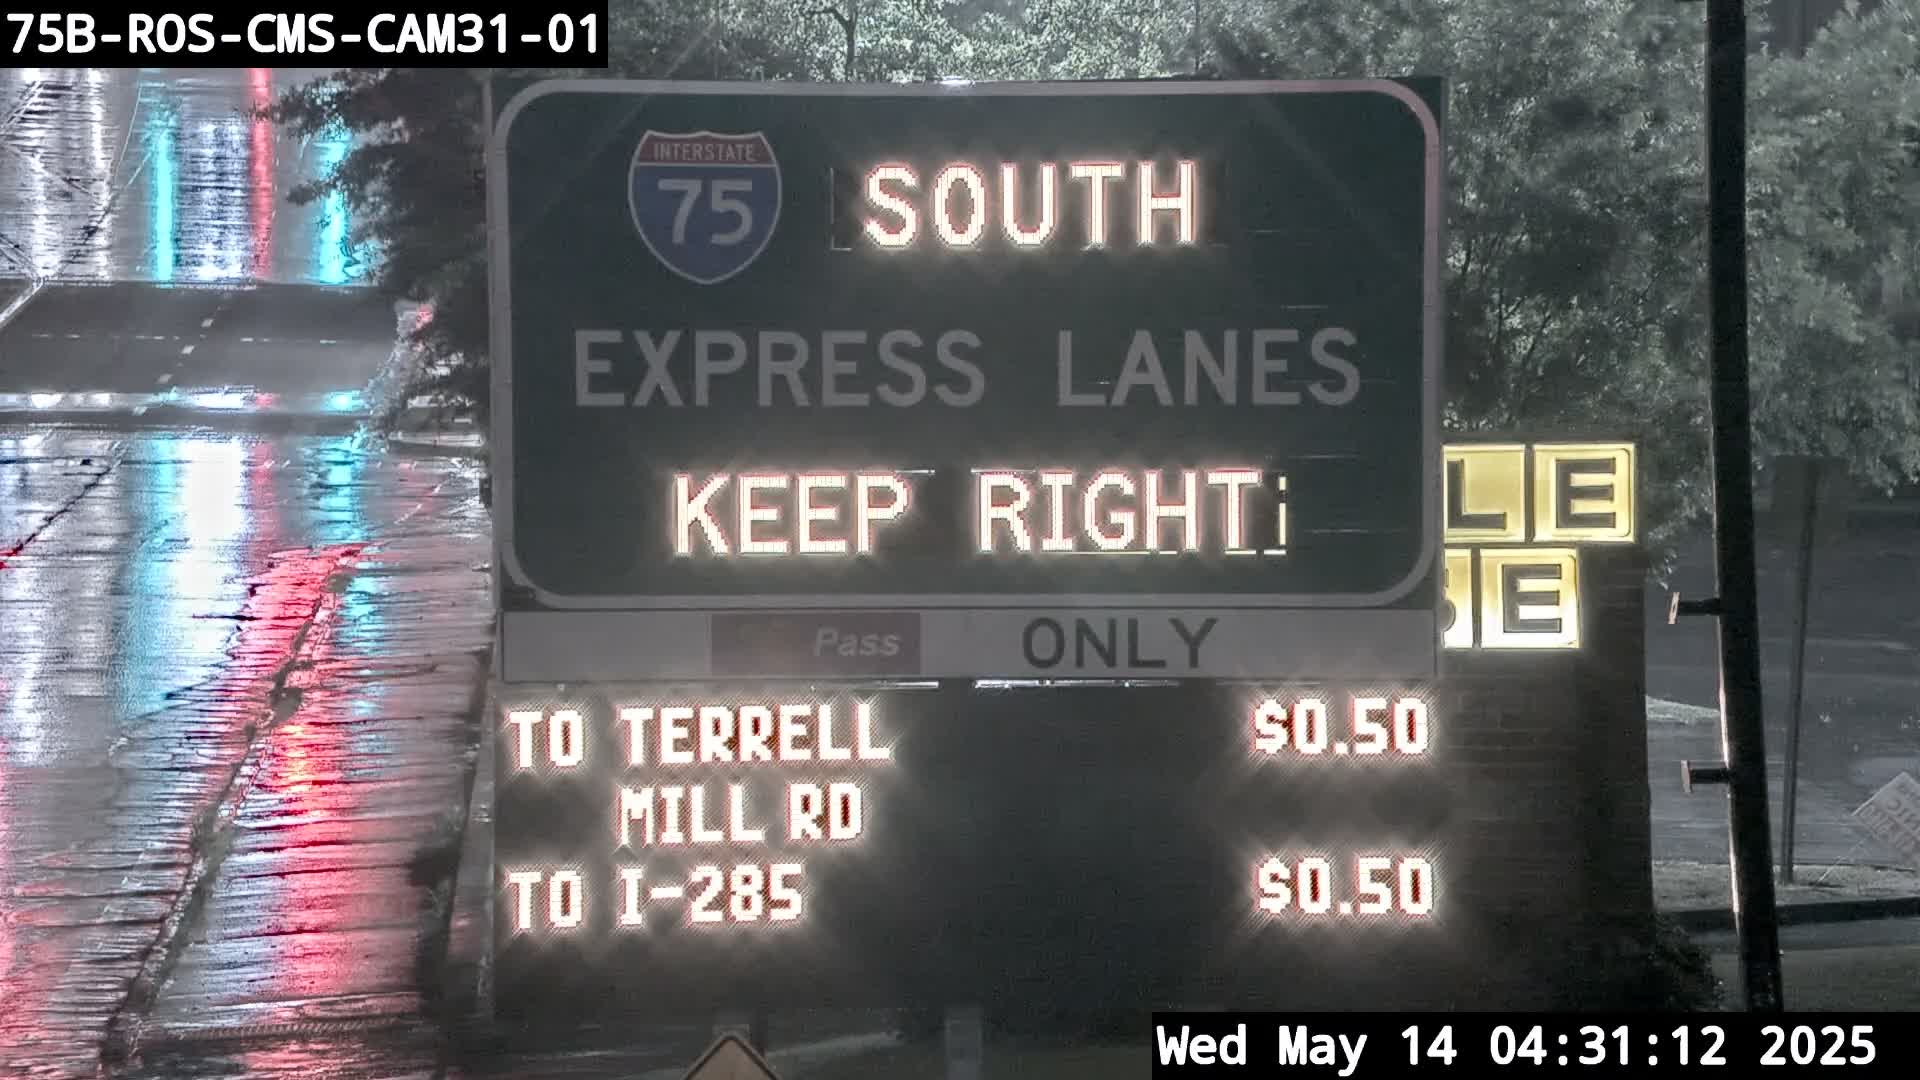 75B-ROS-CMS-CAM31-01
INTERSTATE
75
SOUTH
EXPRESS LANES
KEEP RIGHT
Pass ONLY
LE
E
TO TERRELL $0.50
MILL RD
TO I-285 $0.50
Wed May 14 04:31:12 2025